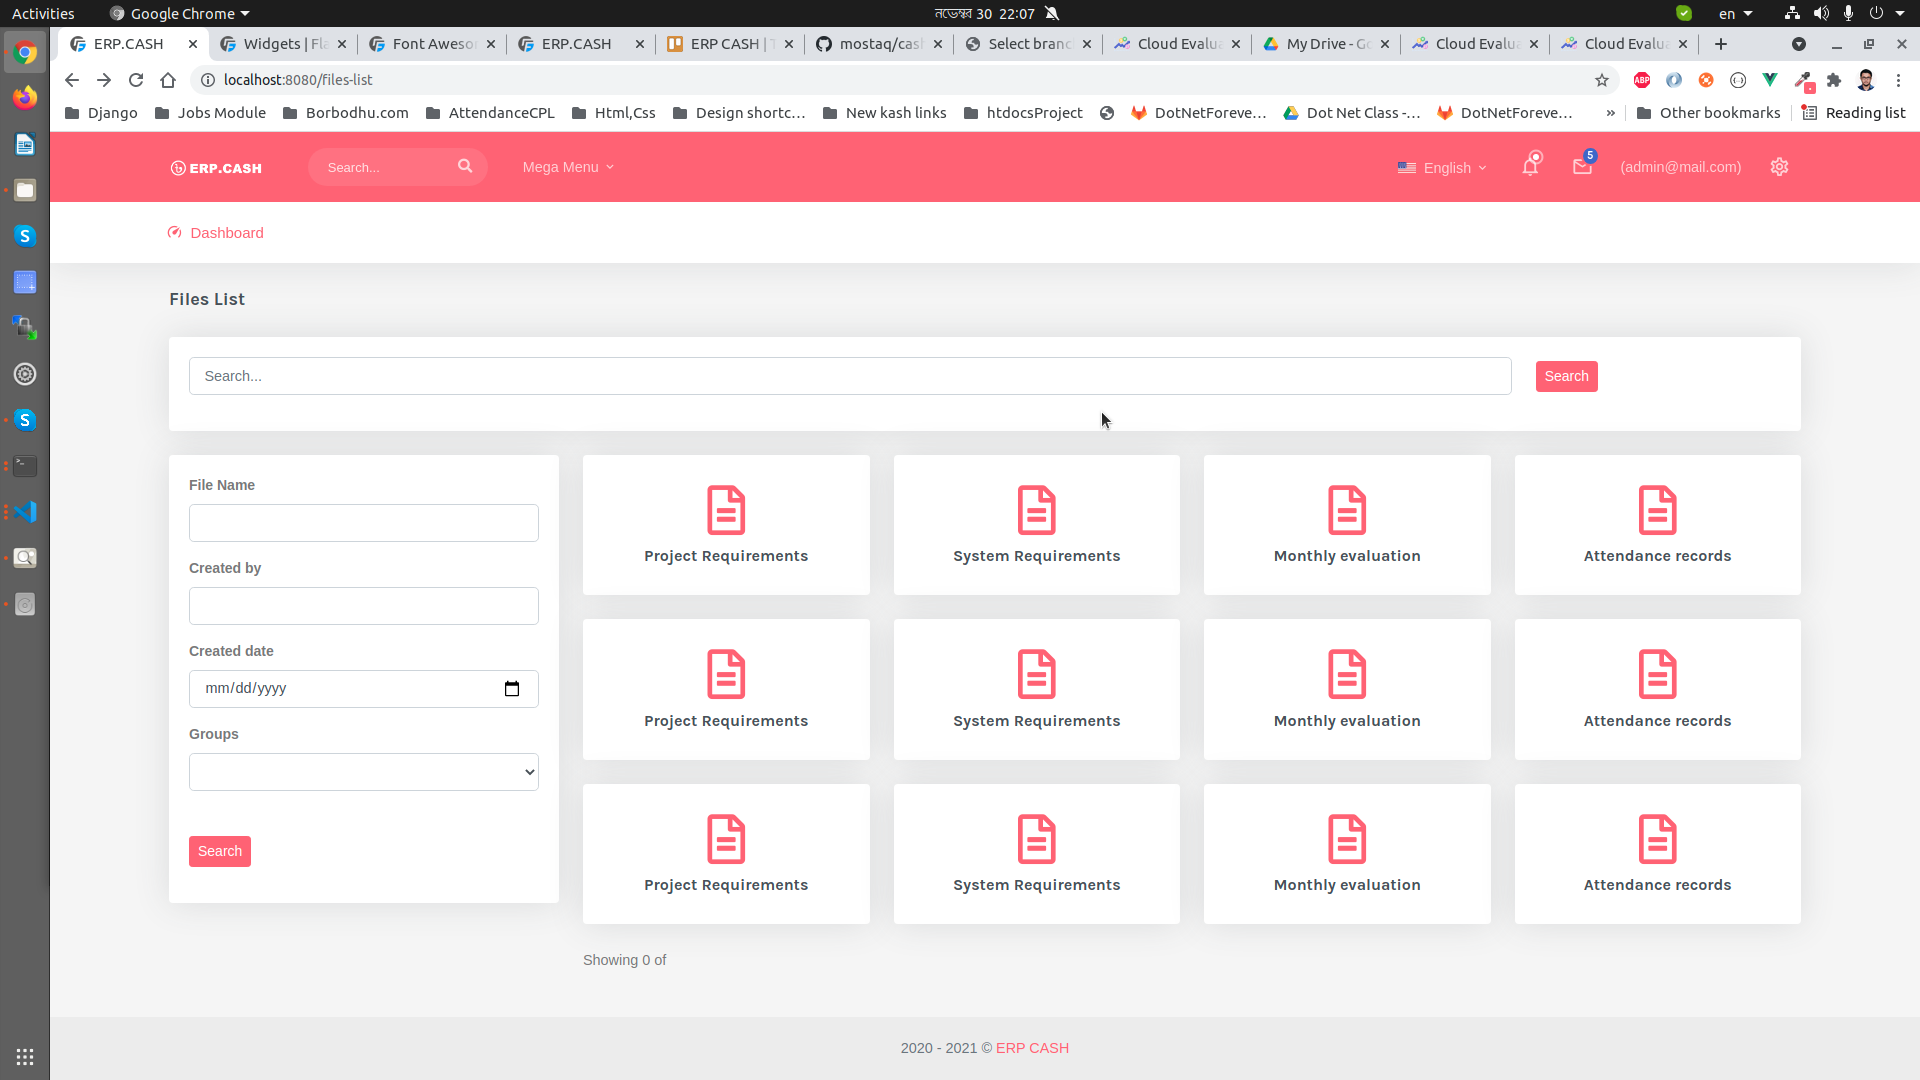 Activities
Google Chrome
নভেম্বর 30 22:07
en
ERP.CASH
Widgets | Fla
Font Aweso
ERP.CASH
ERP CASH | T
mostaq/cas
Select branc
Cloud Evalua
My Drive - Go
Cloud Evalua
Cloud Evalua
localhost:8080/files-list
ABP
Django
Jobs Module
Borbodhu.com
AttendanceCPL
Html,Css
Design shortc...
New kash links
htdocsProject
DotNetForeve...
Dot Net Class -...
DotNetForeve...
»
Other bookmarks
Reading list
ERP.CASH
Search...
Mega Menu
English
5
(admin@mail.com)
Dashboard
Files List
Search...
Search
File Name
Created by
Created date
mm/dd/yyyy
Groups
Search
Project Requirements
System Requirements
Monthly evaluation
Attendance records
Project Requirements
System Requirements
Monthly evaluation
Attendance records
Project Requirements
System Requirements
Monthly evaluation
Attendance records
Showing 0 of
2020 - 2021 © ERP CASH